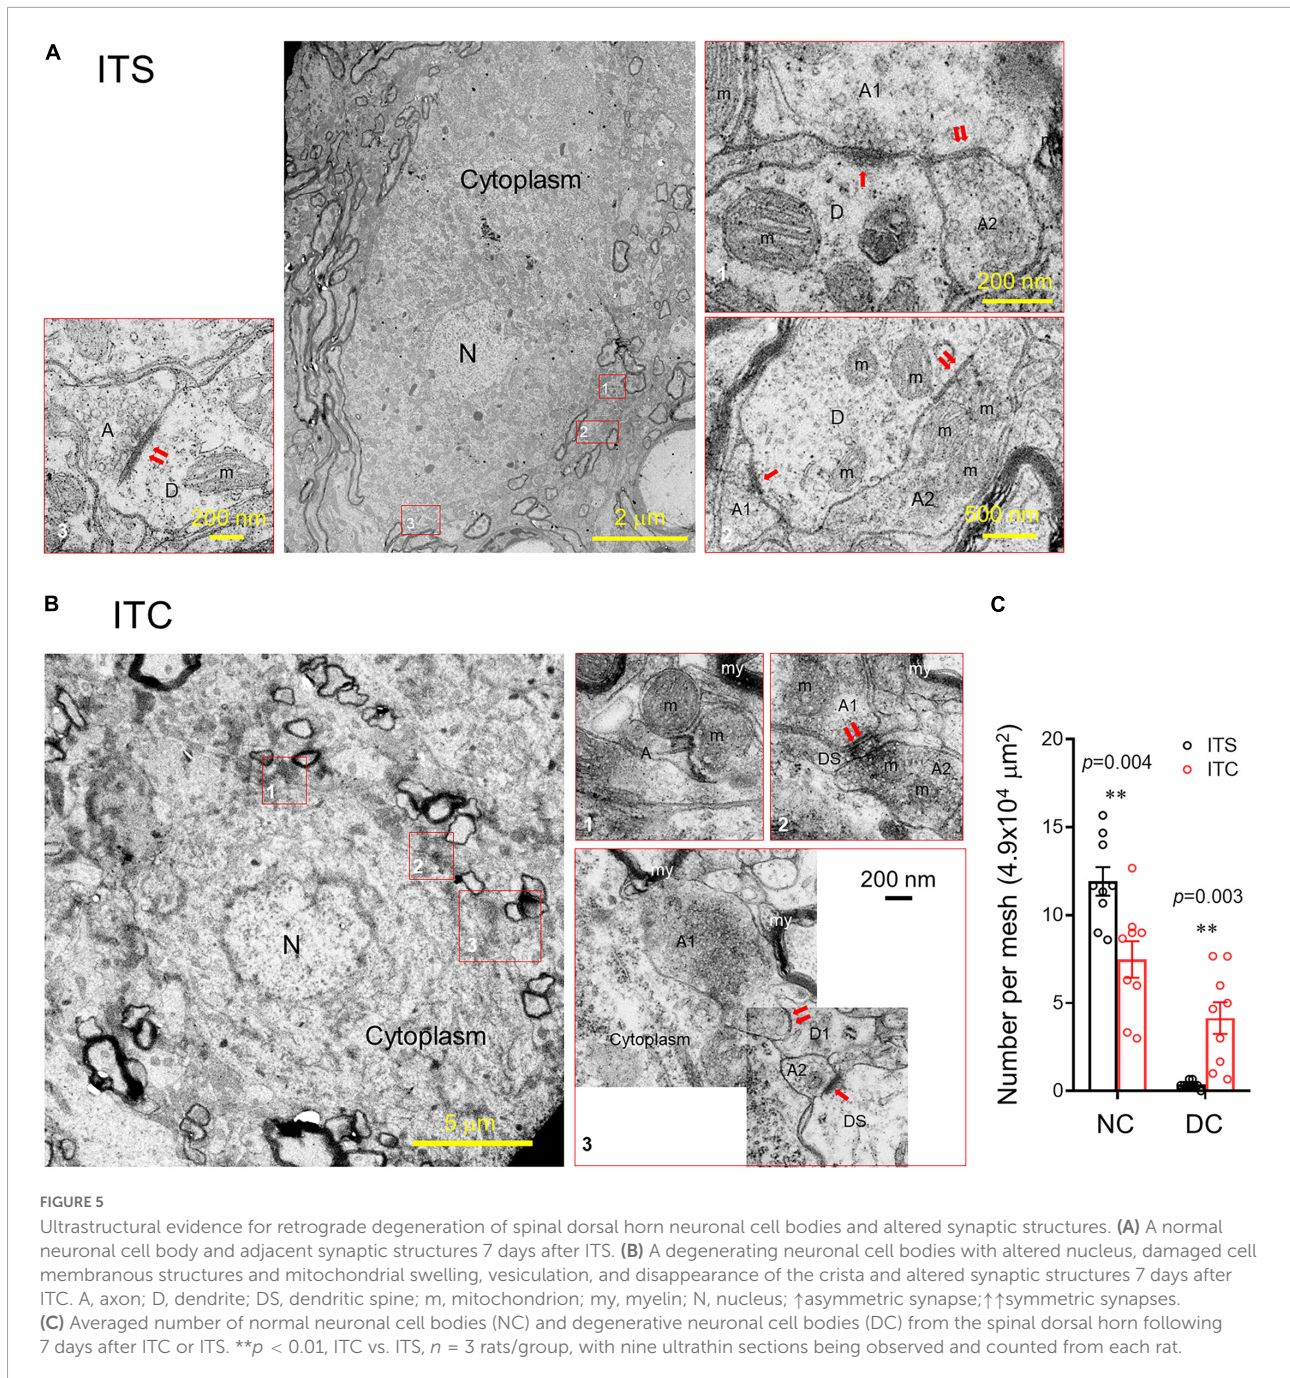 A
ITS
Cytoplasm
N
1
2
3
2 μm
A1
m
D
m
A2
1
200 nm
m
m
D
m
m
m
m
A1
A2
2
500 nm
A
D
m
3
200 nm
B
ITC
1
2
3
N
Cytoplasm
5 μm
my
m
m
A
1
my
m
A1
DS
m
A2
m
2
my
200 nm
my
A1
Cytoplasm
D1
A2
DS
3
C
Number per mesh (4.9x10⁴ μm²)
20
15
10
5
0
ITS
ITC
p=0.004
**
p=0.003
**
NC
DC
FIGURE 5
Ultrastructural evidence for retrograde degeneration of spinal dorsal horn neuronal cell bodies and altered synaptic structures. (A) A normal
neuronal cell body and adjacent synaptic structures 7 days after ITS. (B) A degenerating neuronal cell bodies with altered nucleus, damaged cell
membranous structures and mitochondrial swelling, vesiculation, and disappearance of the crista and altered synaptic structures 7 days after
ITC. A, axon; D, dendrite; DS, dendritic spine; m, mitochondrion; my, myelin; N, nucleus; ↑asymmetric synapse;↑↑symmetric synapses.
(C) Averaged number of normal neuronal cell bodies (NC) and degenerative neuronal cell bodies (DC) from the spinal dorsal horn following
7 days after ITC or ITS. **p < 0.01, ITC vs. ITS, n = 3 rats/group, with nine ultrathin sections being observed and counted from each rat.